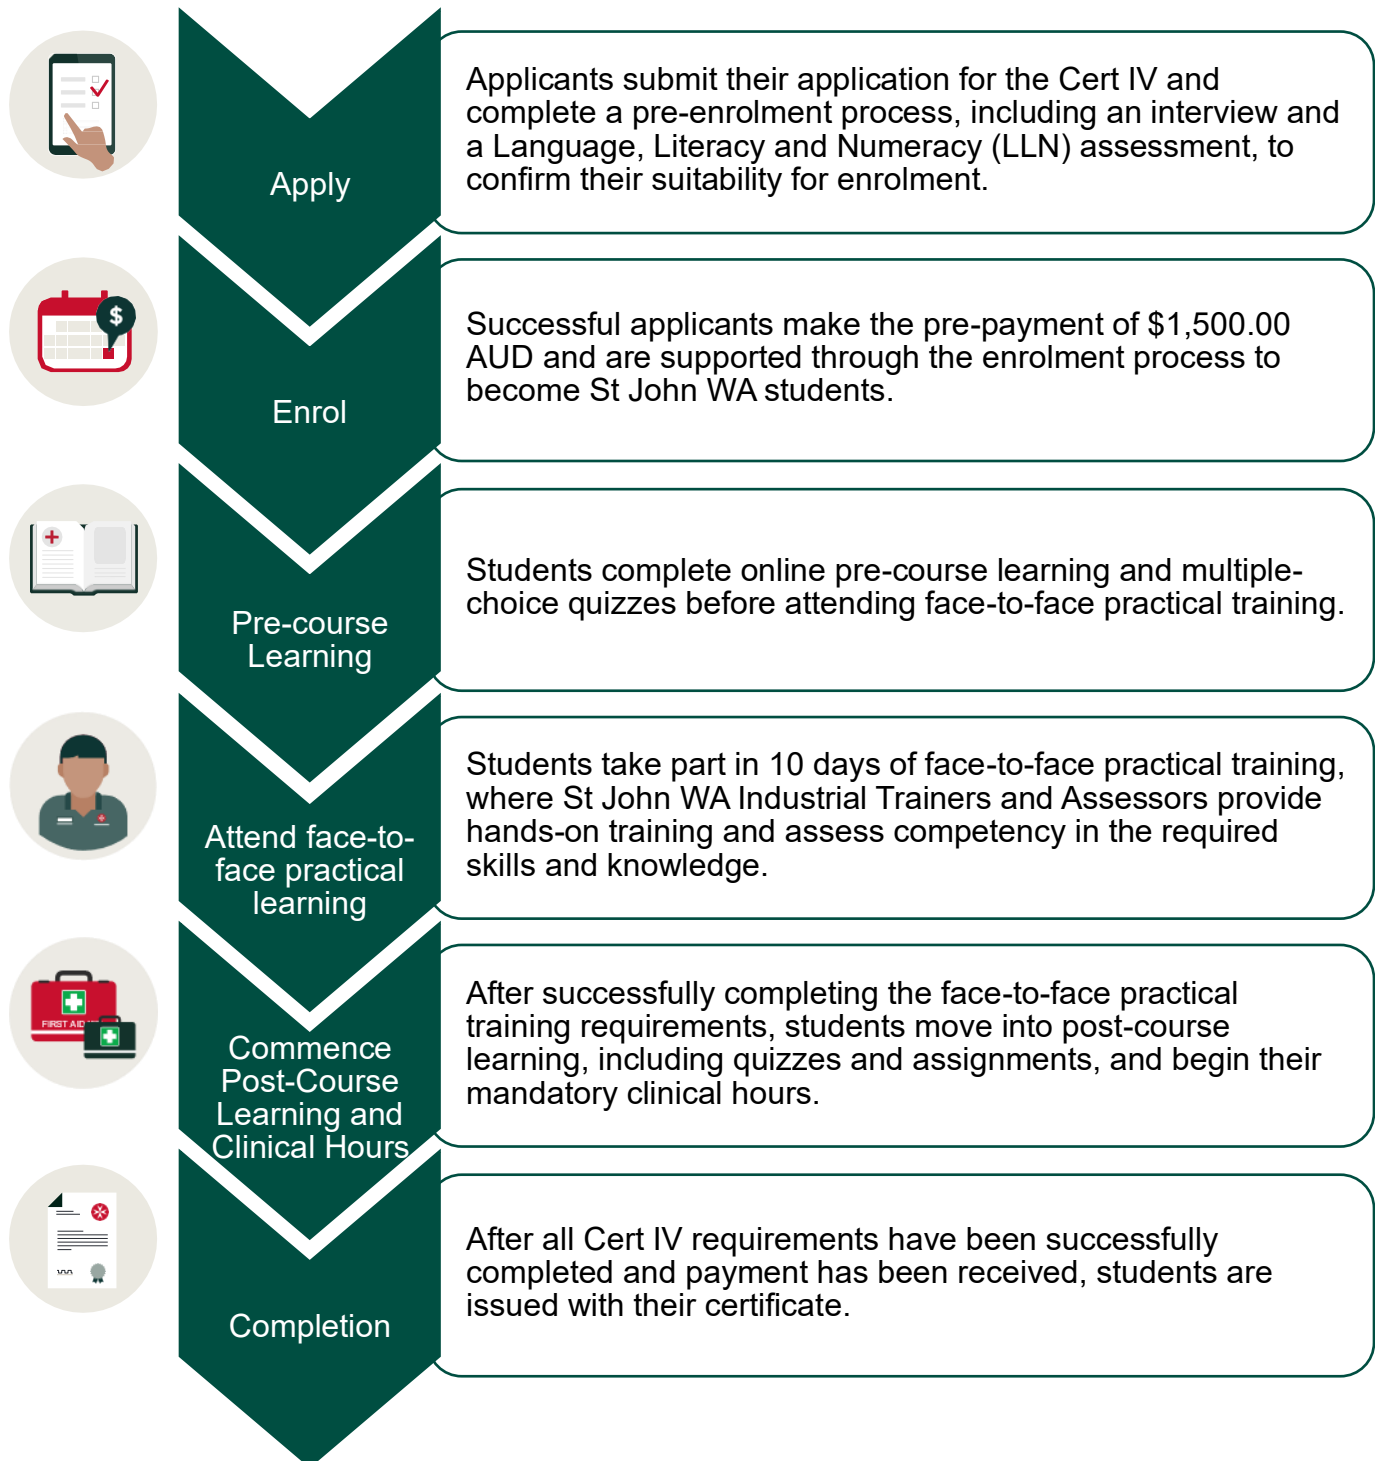 Apply
Applicants submit their application for the Cert IV and
complete a pre-enrolment process, including an interview and
a Language, Literacy and Numeracy (LLN) assessment, to
confirm their suitability for enrolment.
$
Enrol
Successful applicants make the pre-payment of $1,500.00
AUD and are supported through the enrolment process to
become St John WA students.
Pre-course
Learning
Students complete online pre-course learning and multiple-
choice quizzes before attending face-to-face practical training.
Attend face-to-
face practical
learning
Students take part in 10 days of face-to-face practical training,
where St John WA Industrial Trainers and Assessors provide
hands-on training and assess competency in the required
skills and knowledge.
FIRST AID
Commence
Post-Course
Learning and
Clinical Hours
After successfully completing the face-to-face practical
training requirements, students move into post-course
learning, including quizzes and assignments, and begin their
mandatory clinical hours.
Completion
After all Cert IV requirements have been successfully
completed and payment has been received, students are
issued with their certificate.